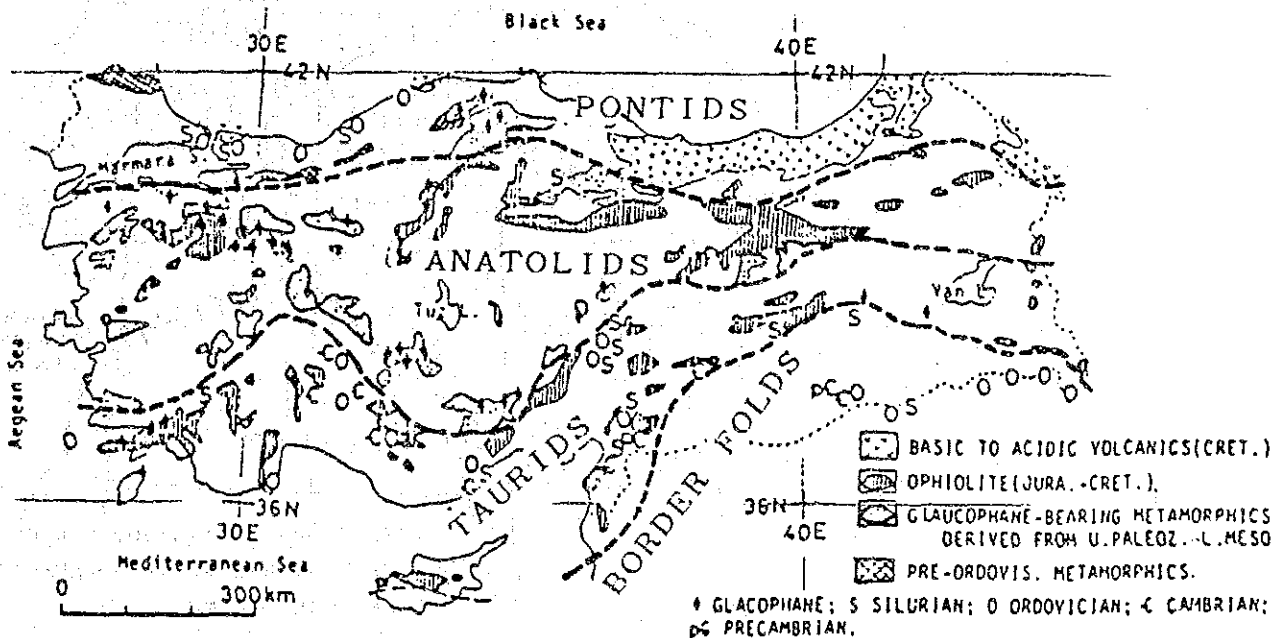 Black Sea
30E
40E
42N
42N
PONTIDS
S
O
O
S
O
S
O
O
Marmara
S
ANATOLIDS
Van L.
Tuz L.
Aegean Sea
TAURIDS
BORDER FOLDS
36N
30E
36N
40E
Mediterranean Sea
0
300km
BASIC TO ACIDIC VOLCANICS(CRET.)
OPHIOLITE(JURA.-CRET.).
GLAUCOPHANE-BEARING METAMORPHICS
DERIVED FROM U.PALEOZ.-L.MESO
PRE-ORDOVIS. METAMORPHICS.
GLACOPHANE; S SILURIAN; O ORDOVICIAN; Ꞓ CAMBRIAN;
pꞒ PRECAMBRIAN.